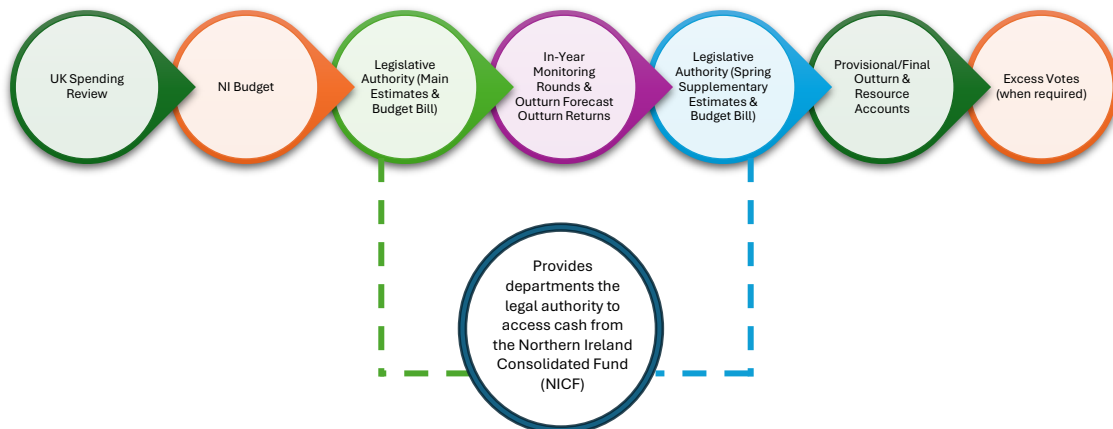 UK Spending
Review
NI Budget
Legislative
Authority (Main
Estimates &
Budget Bill)
In-Year
Monitoring
Rounds &
Outturn Forecast
Outturn Returns
Legislative
Authority (Spring
Supplementary
Estimates &
Budget Bill)
Provisional/Final
Outturn &
Resource
Accounts
Excess Votes
(when required)
Provides
departments the
legal authority to
access cash from
the Northern Ireland
Consolidated Fund
(NICF)